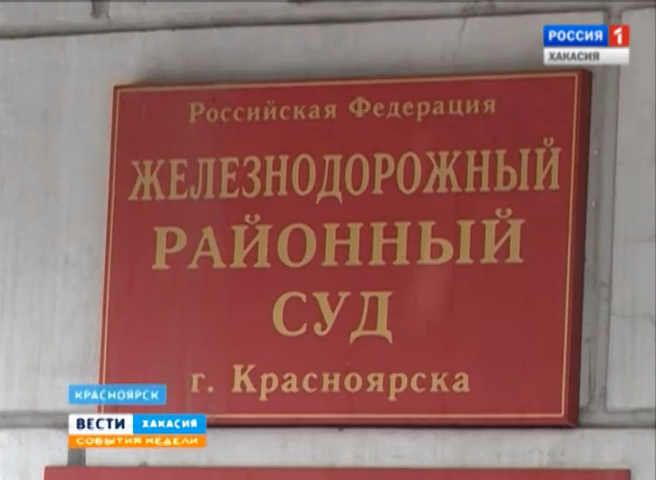 РОССИЯ 1
ХАКАСИЯ
Российская Федерация
ЖЕЛЕЗНОДОРОЖНЫЙ
РАЙОННЫЙ
СУД
г. Красноярска
КРАСНОЯРСК
ВЕСТИ ХАКАСИЯ
СОБЫТИЯ НЕДЕЛИ